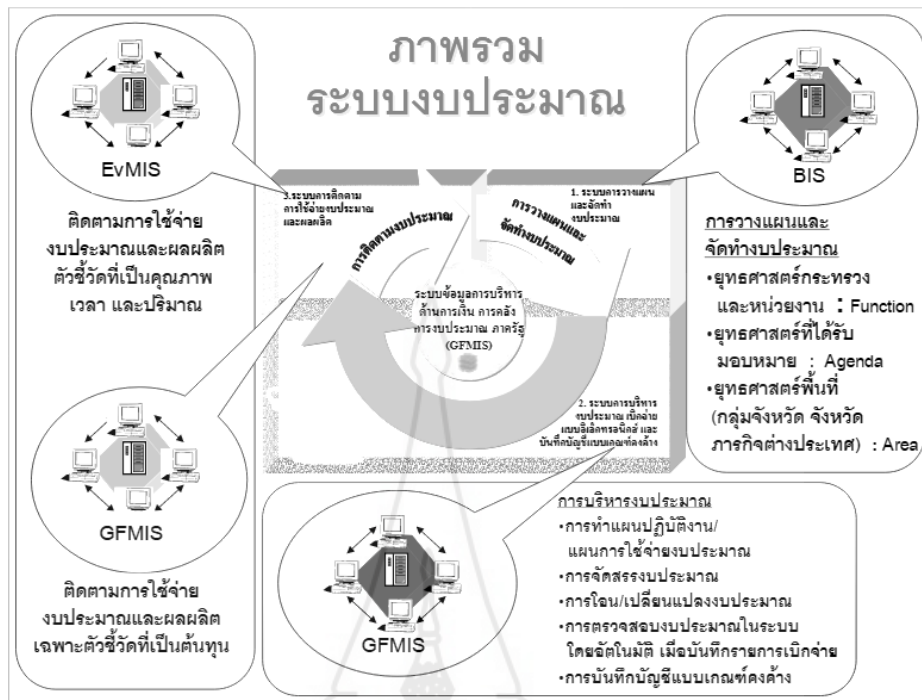 ภาพรวม
ระบบงบประมาณ
EvMIS
ติดตามการใช้จ่าย
งบประมาณและผลผลิต
ตัวชี้วัดที่เป็นคุณภาพ
เวลา และปริมาณ
GFMIS
ติดตามการใช้จ่าย
งบประมาณและผลผลิต
เฉพาะตัวชี้วัดที่เป็นต้นทุน
3.ระบบการติดตาม
การใช้จ่ายงบประมาณ
และผลผลิต
การติดตามงบประมาณ
1. ระบบการวางแผน
และจัดทำ
งบประมาณ
การวางแผนและ
จัดทำงบประมาณ
ระบบข้อมูลการบริหาร
ด้านการเงิน การคลัง
การงบประมาณ ภาครัฐ
(GFMIS)
2. ระบบการบริหาร
งบประมาณ เบิกจ่าย
แบบอิเล็คทรอนิคส์ และ
บันทึกบัญชีแบบเกณฑ์คงค้าง
BIS
การวางแผนและ
จัดทำงบประมาณ
•ยุทธศาสตร์กระทรวง
และหน่วยงาน : Function
•ยุทธศาสตร์ที่ได้รับ
มอบหมาย : Agenda
•ยุทธศาสตร์พื้นที่
(กลุ่มจังหวัด จังหวัด
ภารกิจต่างประเทศ) : Area
GFMIS
การบริหารงบประมาณ
•การทำแผนปฏิบัติงาน/
แผนการใช้จ่ายงบประมาณ
•การจัดสรรงบประมาณ
•การโอน/เปลี่ยนแปลงงบประมาณ
•การตรวจสอบงบประมาณในระบบ
โดยอัตโนมัติ เมื่อบันทึกรายการเบิกจ่าย
•การบันทึกบัญชีแบบเกณฑ์คงค้าง